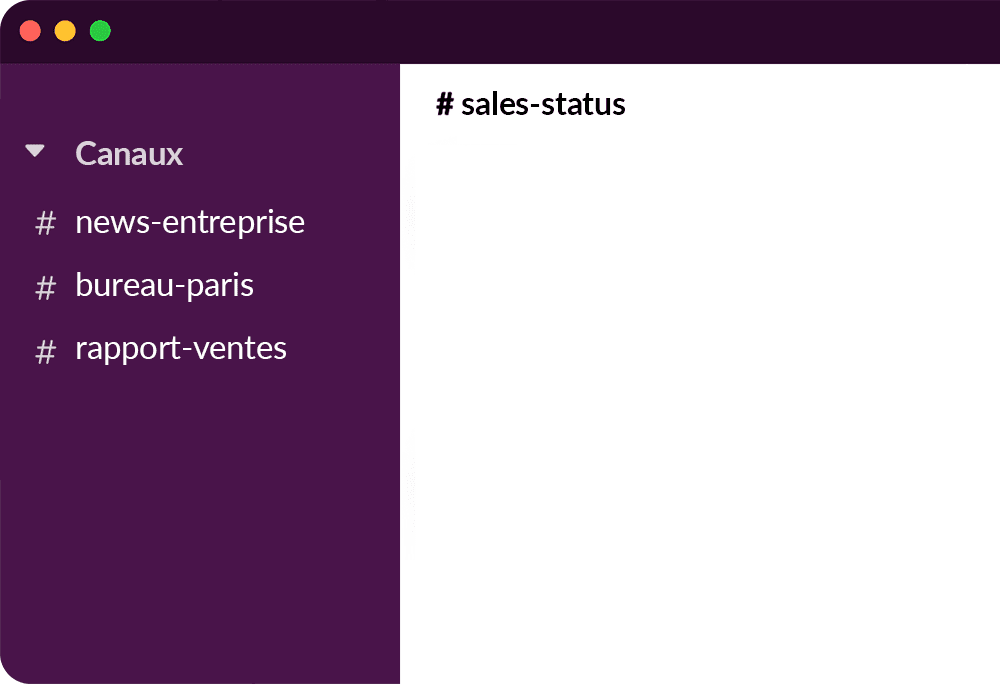 # sales-status
Canaux
# news-entreprise
# bureau-paris
# rapport-ventes